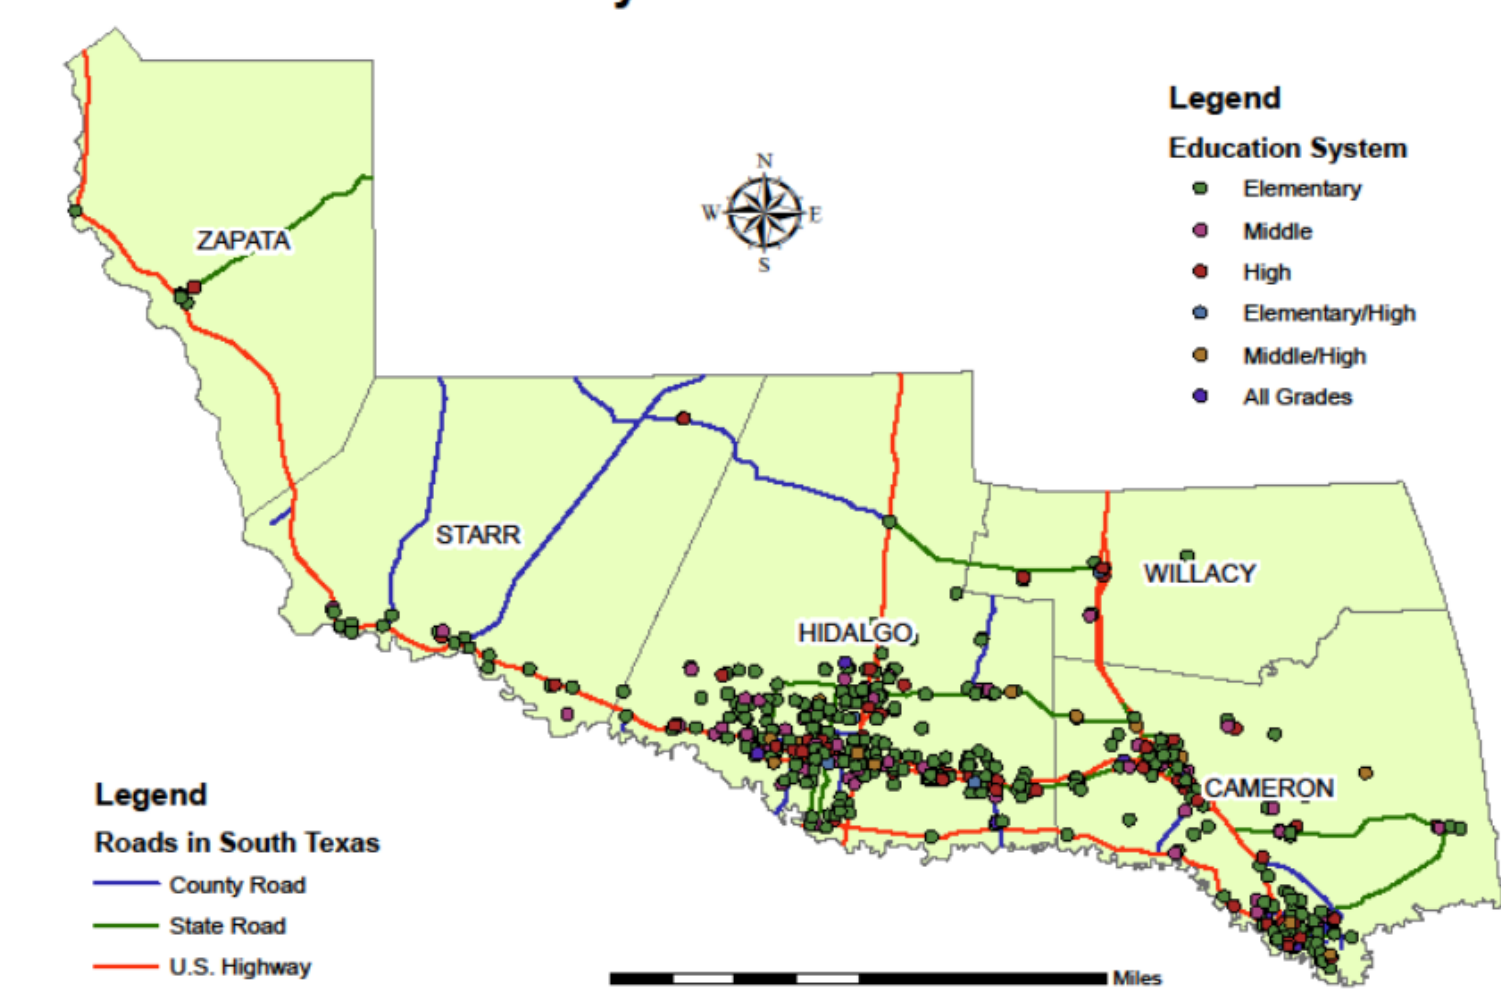 N
W E
S
Legend
Education System
Elementary
Middle
High
Elementary/High
Middle/High
All Grades
ZAPATA
STARR
HIDALGO
WILLACY
CAMERON
Legend
Roads in South Texas
County Road
State Road
U.S. Highway
Miles